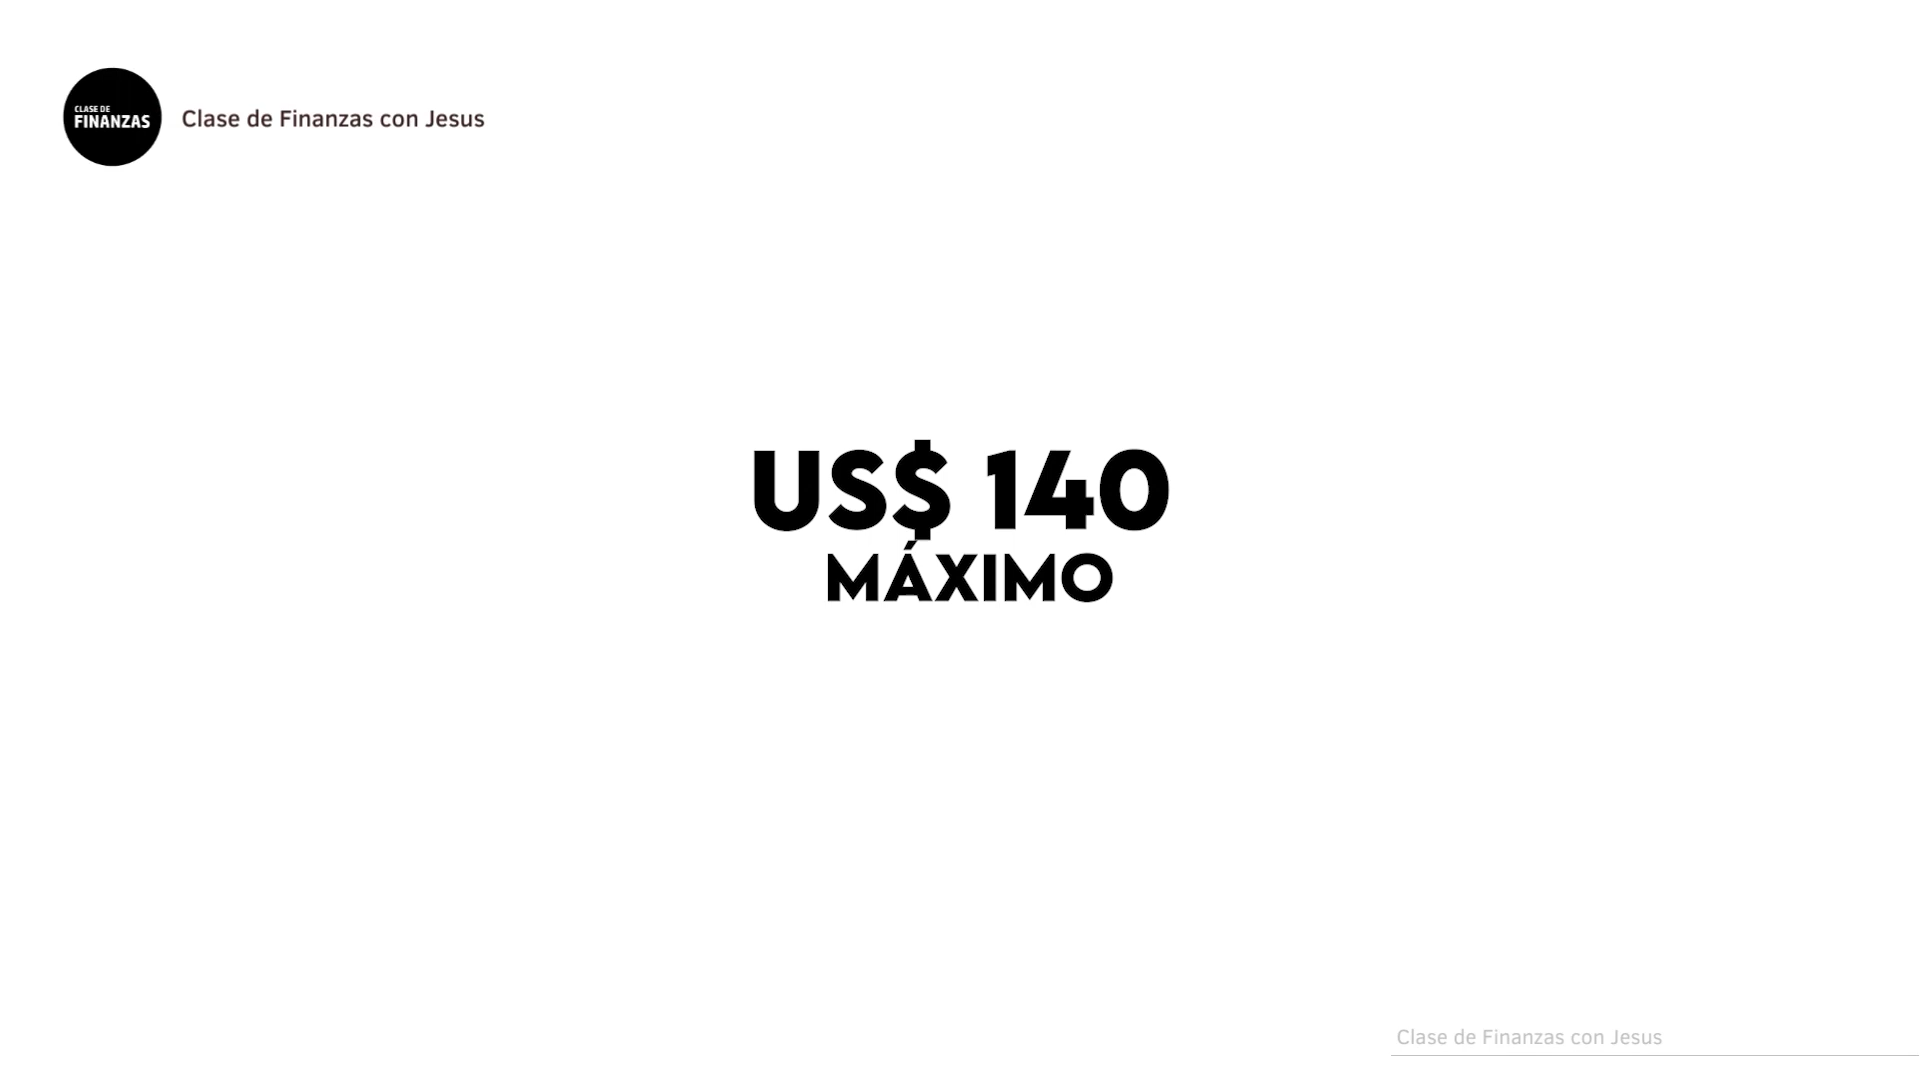 CLASE DE
FINANZAS
Clase de Finanzas con Jesus
US$ 140
MÁXIMO
Clase de Finanzas con Jesus